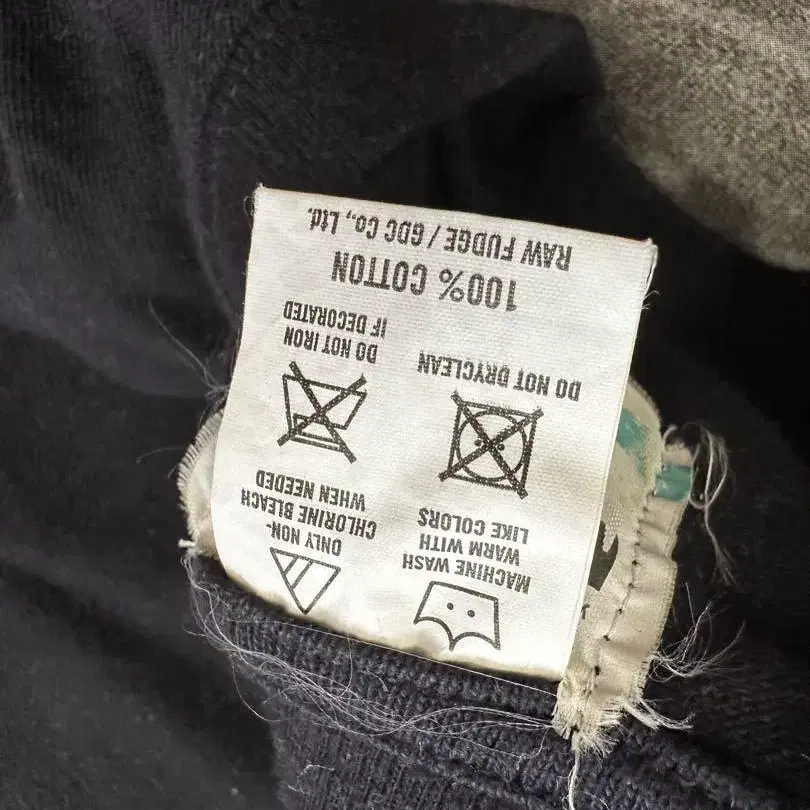 MACHINE WASH
WARM WITH
LIKE COLORS
ONLY NON-
CHLORINE BLEACH
WHEN NEEDED
DO NOT DRYCLEAN
DO NOT IRON
IF DECORATED
100% COTTON
RAW FUDGE / GDC Co., Ltd.